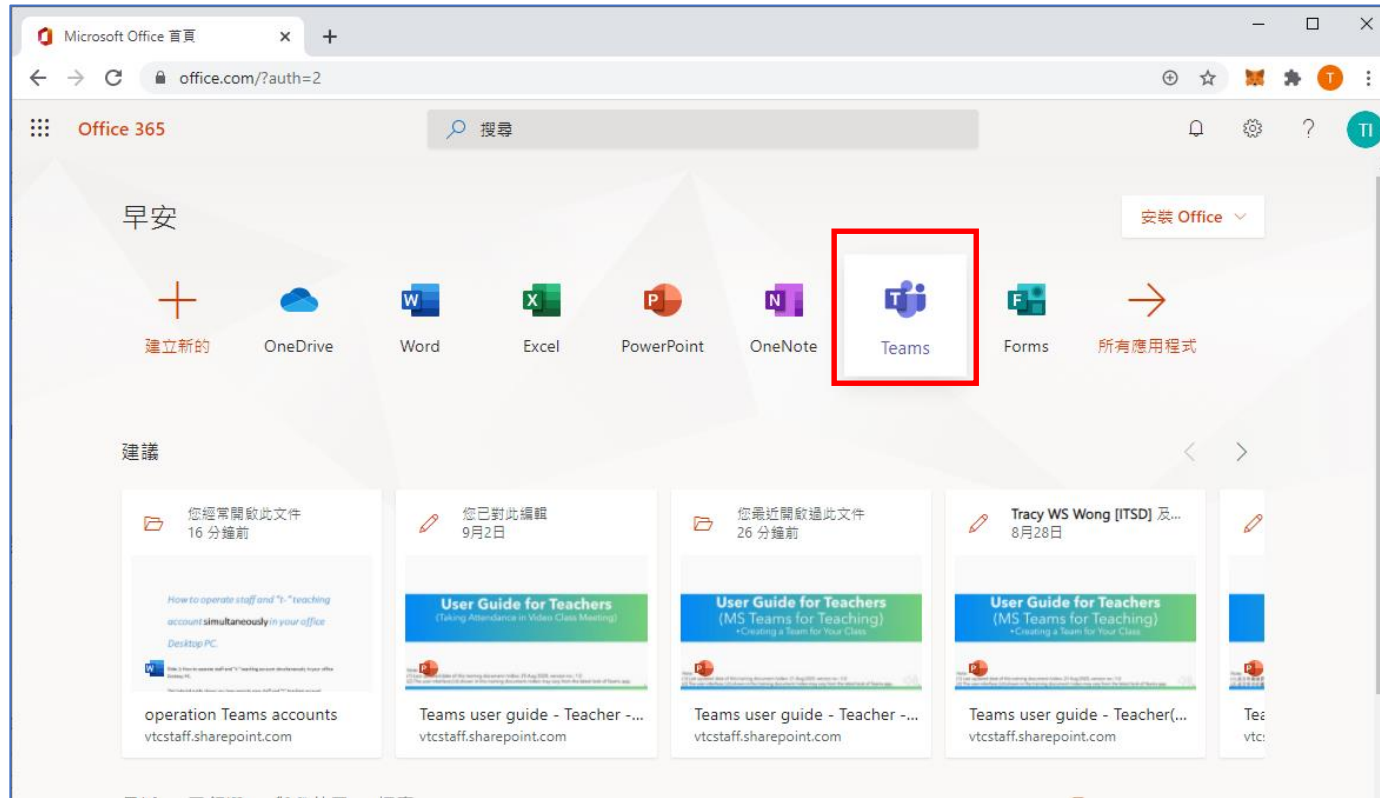 Microsoft Office 首頁
office.com/?auth=2
T
Office 365
搜尋
?
TI
早安
安裝 Office
建立新的
OneDrive
Word
Excel
PowerPoint
OneNote
Teams
Forms
所有應用程式
建議
您經常開啟此文件
16 分鐘前
How to operate staff and "t-" teaching
account simultaneously in your office
Desktop PC.
operation Teams accounts
vtcstaff.sharepoint.com
您已對此編輯
9月2日
User Guide for Teachers
(Taking Attendance in Video Class Meeting)
Teams user guide - Teacher -...
vtcstaff.sharepoint.com
您最近開啟過此文件
26 分鐘前
User Guide for Teachers
(MS Teams for Teaching)
•Creating a Team for Your Class
Teams user guide - Teacher -...
vtcstaff.sharepoint.com
Tracy WS Wong [ITSD] 及...
8月28日
User Guide for Teachers
(MS Teams for Teaching)
•Creating a Team for Your Class
Teams user guide - Teacher(...
vtcstaff.sharepoint.com